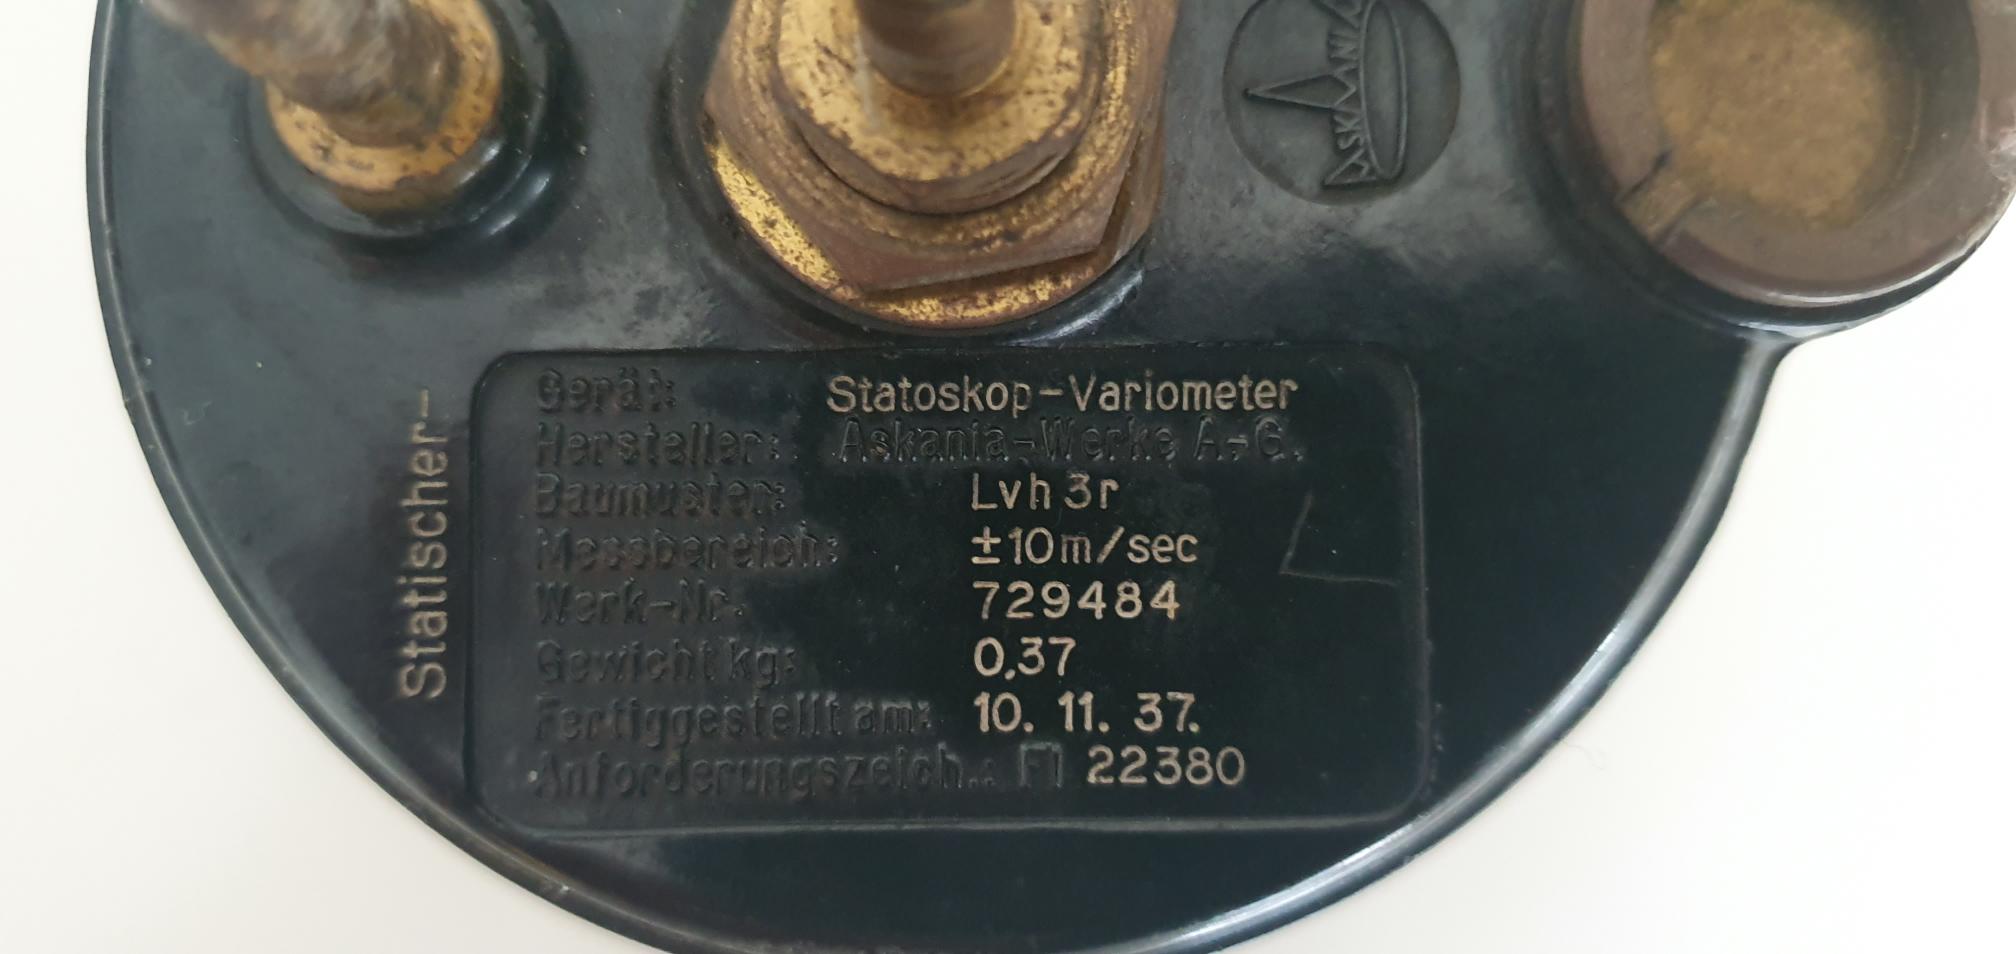 ASKANIA
Statischer-
Gerät: Statoskop-Variometer
Hersteller: Askania-Werke A.-G.
Baumuster: Lvh 3r
Messbereich: ±10m/sec
Werk-Nr. 729484
Gewicht kg: 0,37
Fertiggestellt am: 10. 11. 37.
Anforderungszeich.: Fl 22380